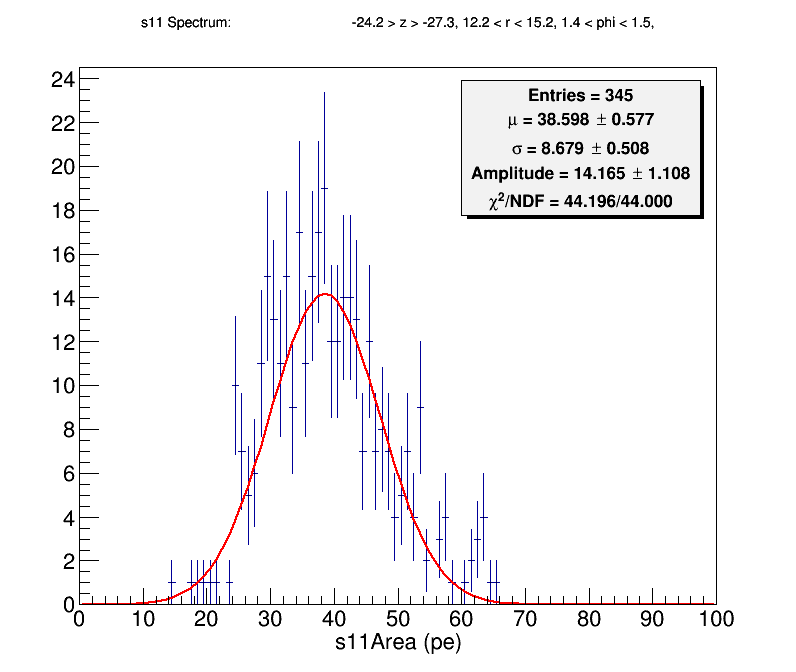 s11 Spectrum: -24.2 > z > -27.3, 12.2 < r < 15.2, 1.4 < phi < 1.5,
Entries = 345
μ = 38.598 ± 0.577
σ = 8.679 ± 0.508
Amplitude = 14.165 ± 1.108
χ²/NDF = 44.196/44.000
24
22
20
18
16
14
12
10
8
6
4
2
0
0 10 20 30 40 50 60 70 80 90 100
s11Area (pe)